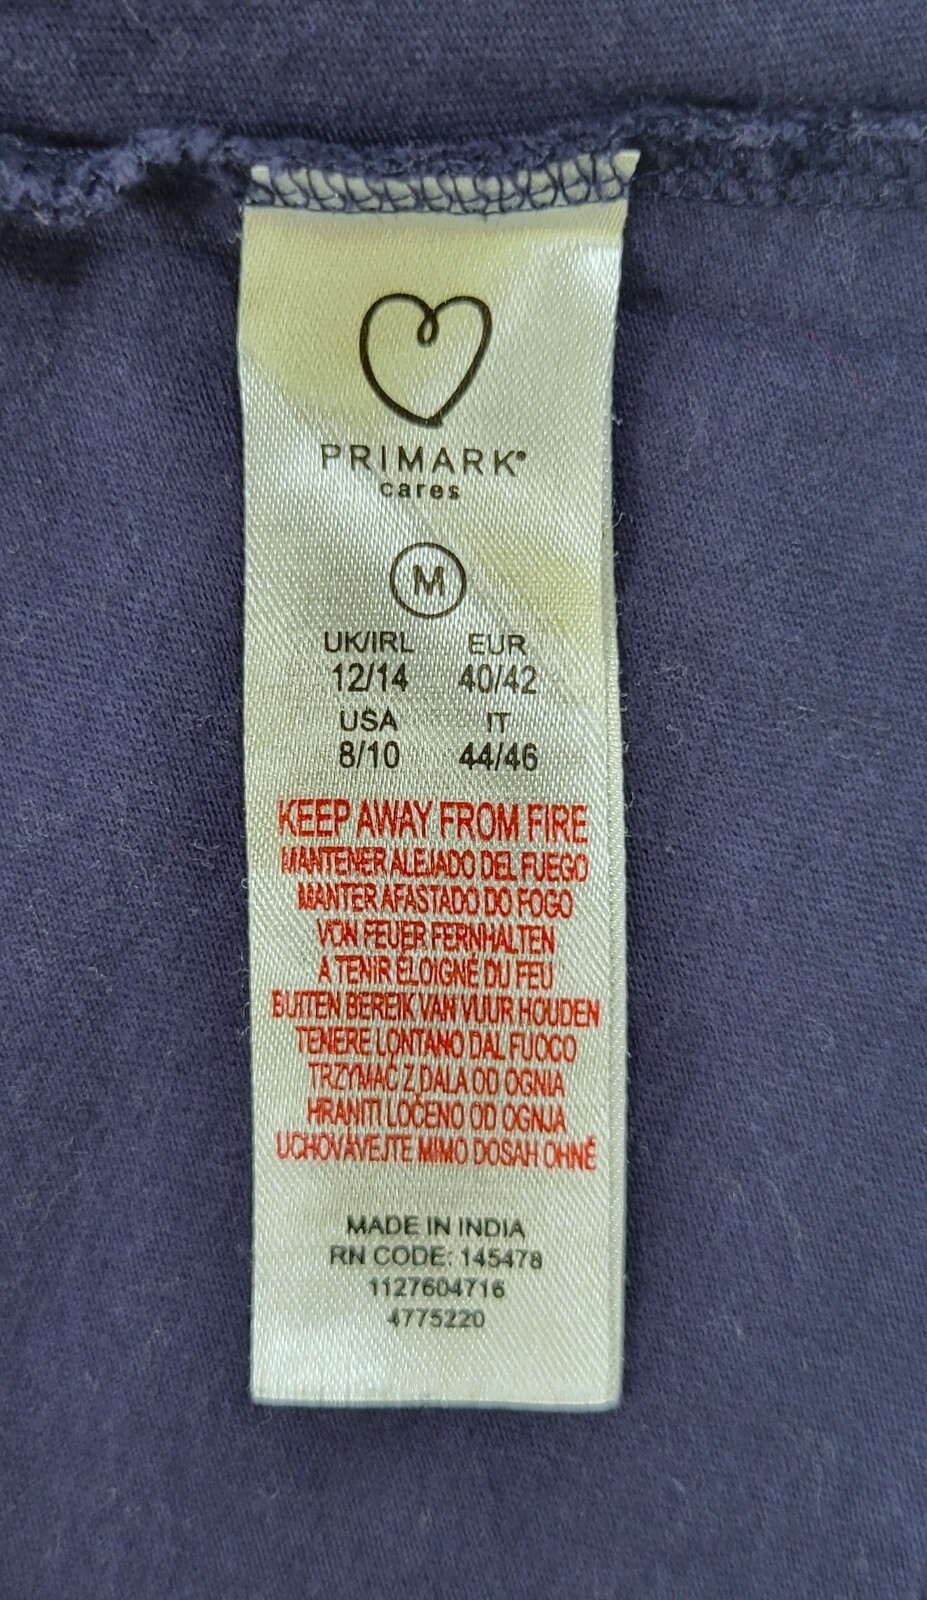 PRIMARK®
cares
M
UK/IRL EUR
12/14 40/42
USA IT
8/10 44/46
KEEP AWAY FROM FIRE
MANTENER ALEJADO DEL FUEGO
MANTER AFASTADO DO FOGO
VON FEUER FERNHALTEN
A TENIR ÉLOIGNÉ DU FEU
BUITEN BEREIK VAN VUUR HOUDEN
TENERE LONTANO DAL FUOCO
TRZYMAĆ Z DALA OD OGNIA
HRANITI LOČENO OD OGNJA
UCHOVÁVEJTE MIMO DOSAH OHNĚ
MADE IN INDIA
RN CODE: 145478
1127604716
4775220